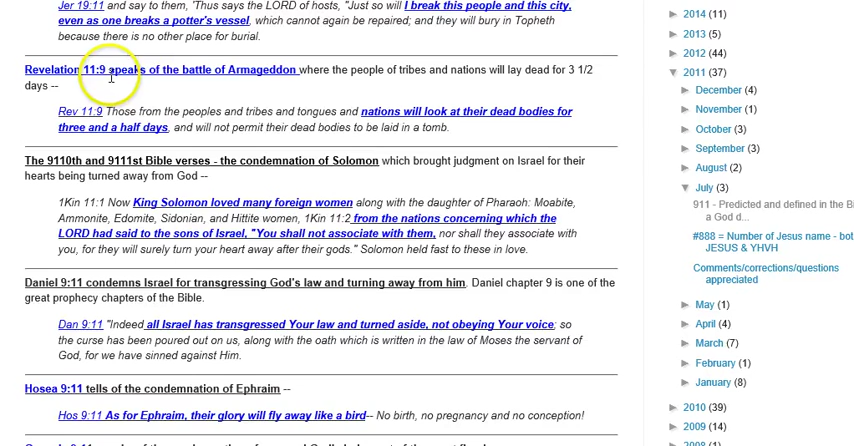 Jer 19:11 and say to them, 'Thus says the LORD of hosts, "Just so will I break this people and this city,
even as one breaks a potter's vessel, which cannot again be repaired; and they will bury in Topheth
because there is no other place for burial.
Revelation 11:9 speaks of the battle of Armageddon where the people of tribes and nations will lay dead for 3 1/2
days --
Rev 11:9 Those from the peoples and tribes and tongues and nations will look at their dead bodies for
three and a half days, and will not permit their dead bodies to be laid in a tomb.
The 9110th and 9111st Bible verses - the condemnation of Solomon which brought judgment on Israel for their
hearts being turned away from God --
1Kin 11:1 Now King Solomon loved many foreign women along with the daughter of Pharaoh: Moabite,
Ammonite, Edomite, Sidonian, and Hittite women, 1Kin 11:2 from the nations concerning which the
LORD had said to the sons of Israel, "You shall not associate with them, nor shall they associate with
you, for they will surely turn your heart away after their gods." Solomon held fast to these in love.
Daniel 9:11 condemns Israel for transgressing God's law and turning away from him. Daniel chapter 9 is one of the
great prophecy chapters of the Bible.
Dan 9:11 "Indeed all Israel has transgressed Your law and turned aside, not obeying Your voice; so
the curse has been poured out on us, along with the oath which is written in the law of Moses the servant of
God, for we have sinned against Him.
Hosea 9:11 tells of the condemnation of Ephraim --
Hos 9:11 As for Ephraim, their glory will fly away like a bird-- No birth, no pregnancy and no conception!
► 2014 (11)
► 2013 (5)
► 2012 (44)
▼ 2011 (37)
► December (4)
► November (1)
► October (3)
► September (3)
► August (2)
▼ July (3)
911 - Predicted and defined in the Bi
a God d...
#888 = Number of Jesus name - bot
JESUS & YHVH
Comments/corrections/questions
appreciated
► May (1)
► April (4)
► March (7)
► February (1)
► January (8)
► 2010 (39)
► 2009 (14)